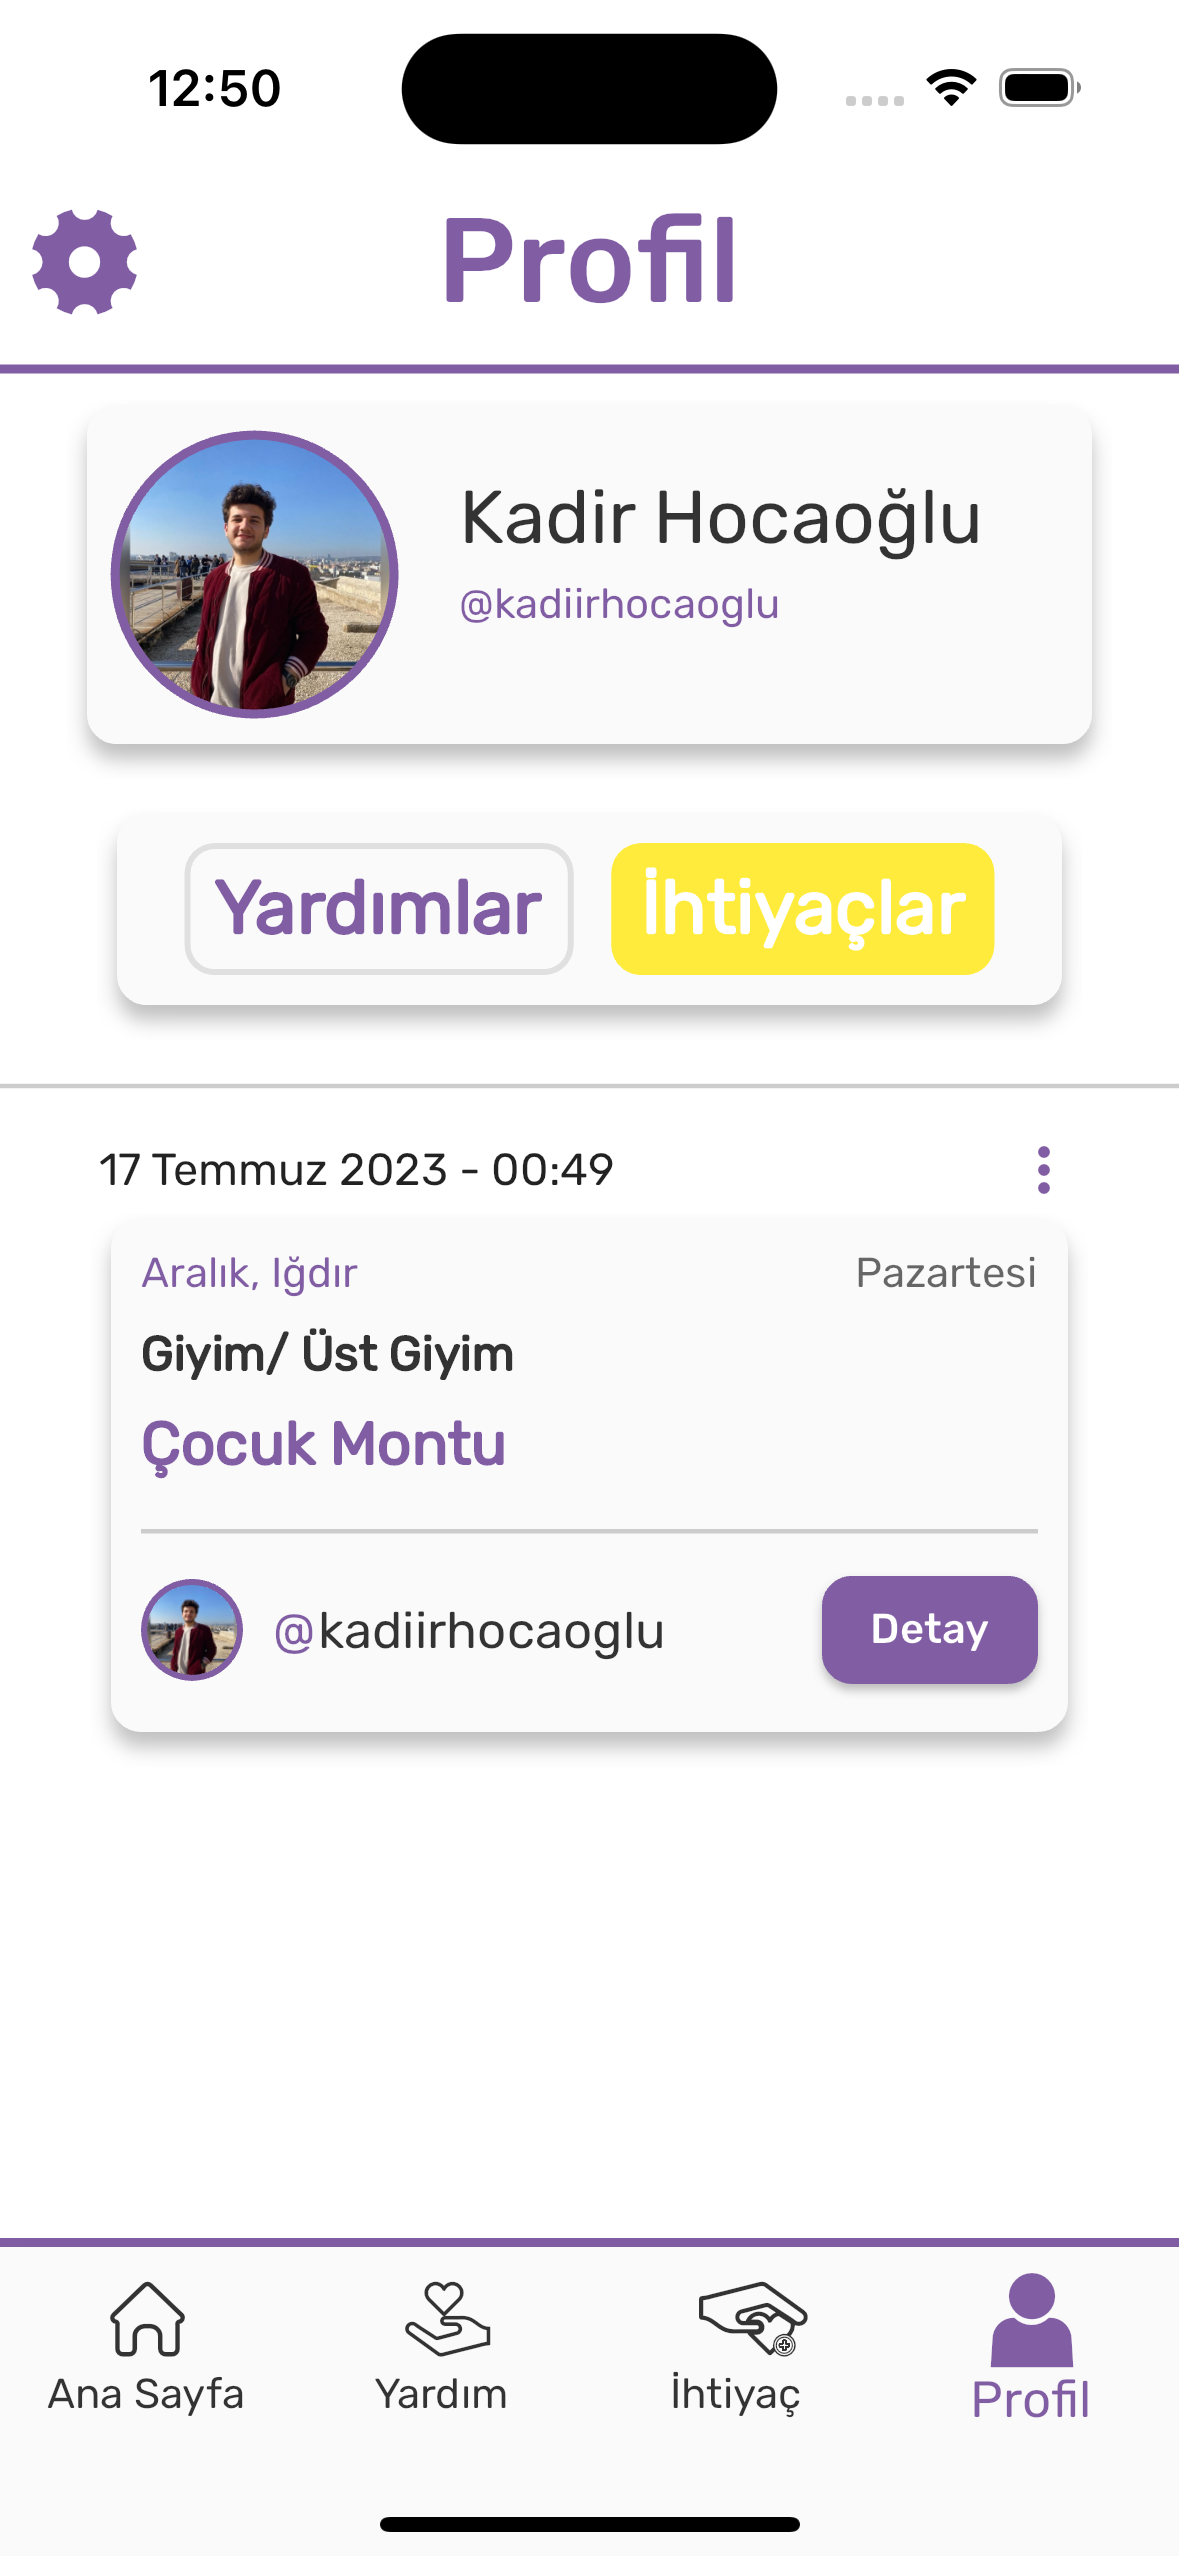 12:50
Profil
Kadir Hocaoğlu
@kadiirhocaoglu
Yardımlar İhtiyaçlar
17 Temmuz 2023 - 00:49
Aralık, Iğdır Pazartesi
Giyim/ Üst Giyim
Çocuk Montu
@kadiirhocaoglu Detay
Ana Sayfa Yardım İhtiyaç Profil